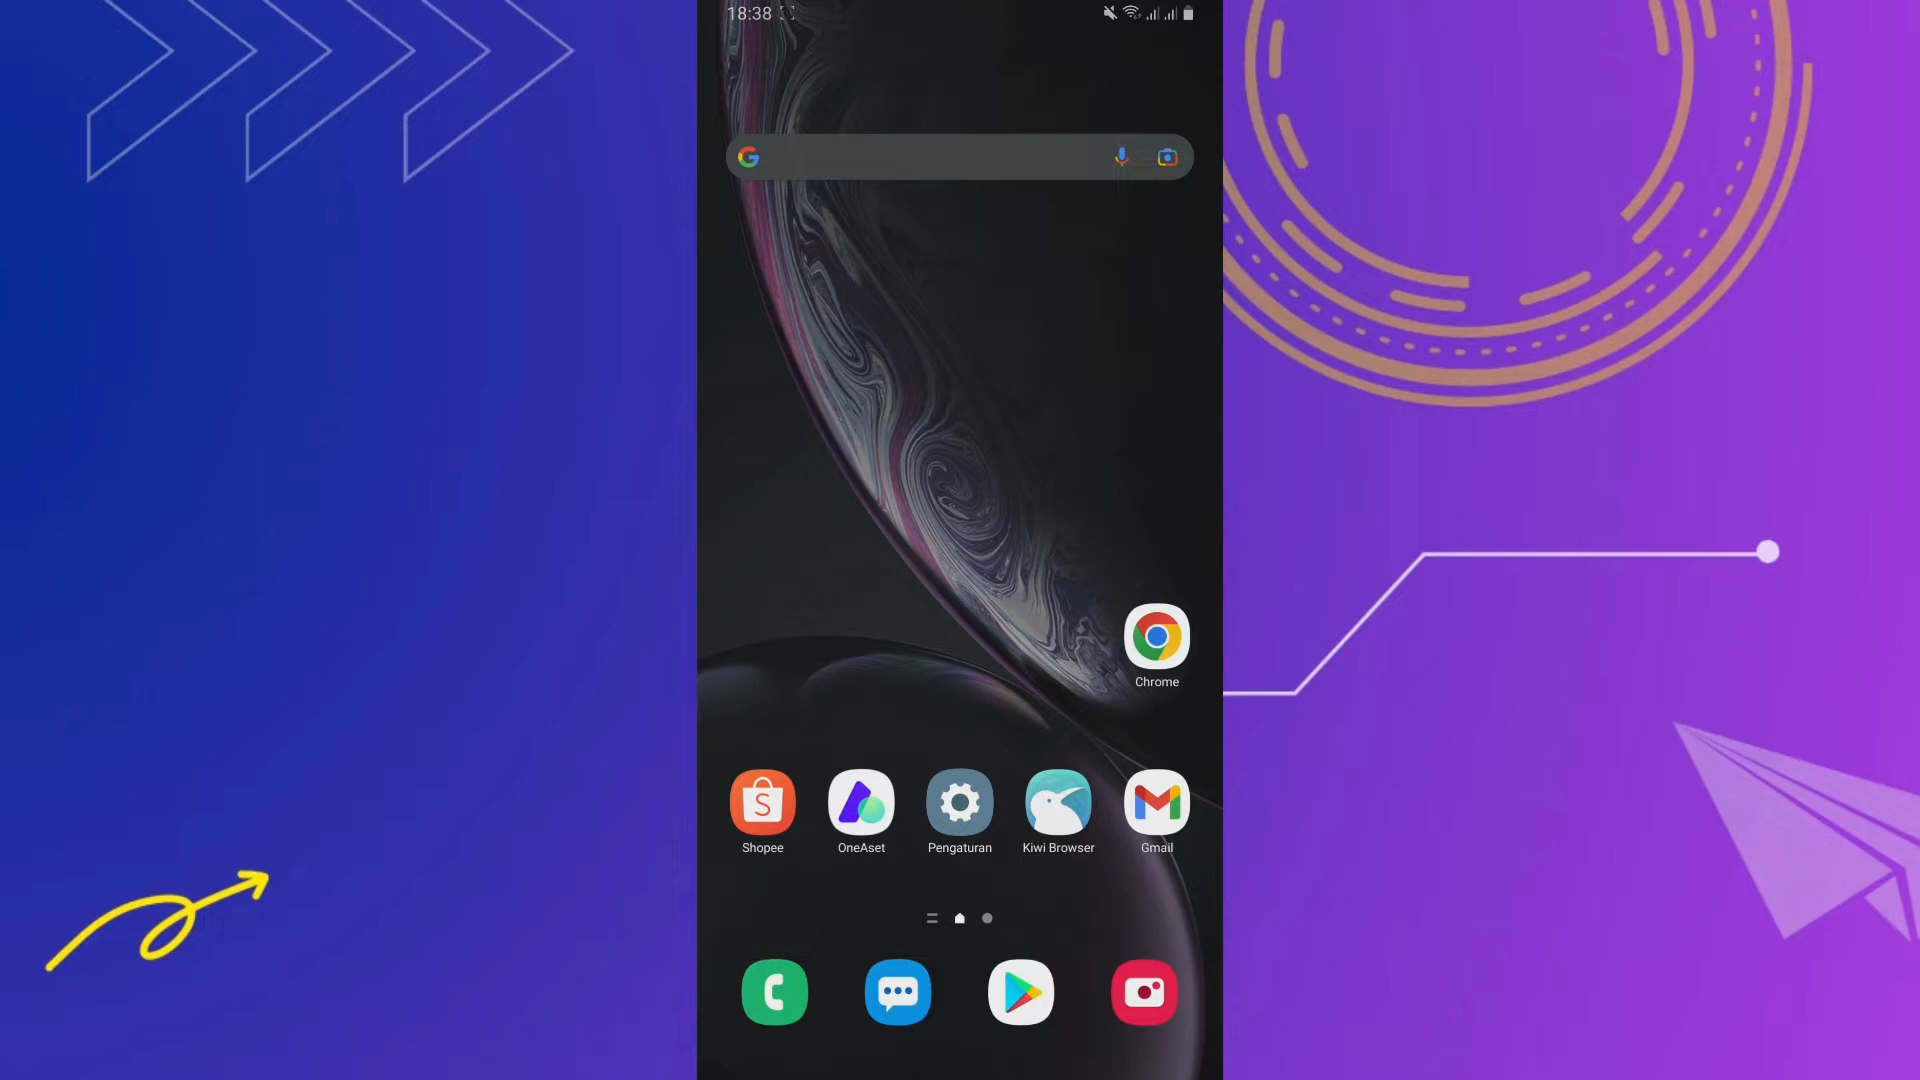 18:38
Chrome
Shopee
OneAset
Pengaturan
Kiwi Browser
Gmail